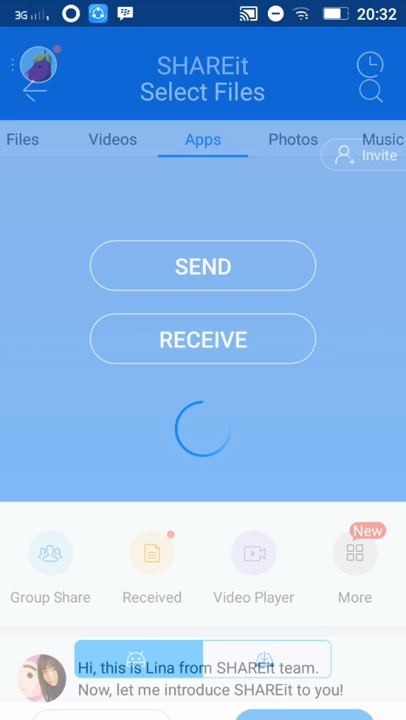 3G 20:32
SHAREit
Select Files
Files Videos Apps Photos Music
Invite
SEND
RECEIVE
New
Group Share Received Video Player More
Hi, this is Lina from SHAREit team.
Now, let me introduce SHAREit to you!